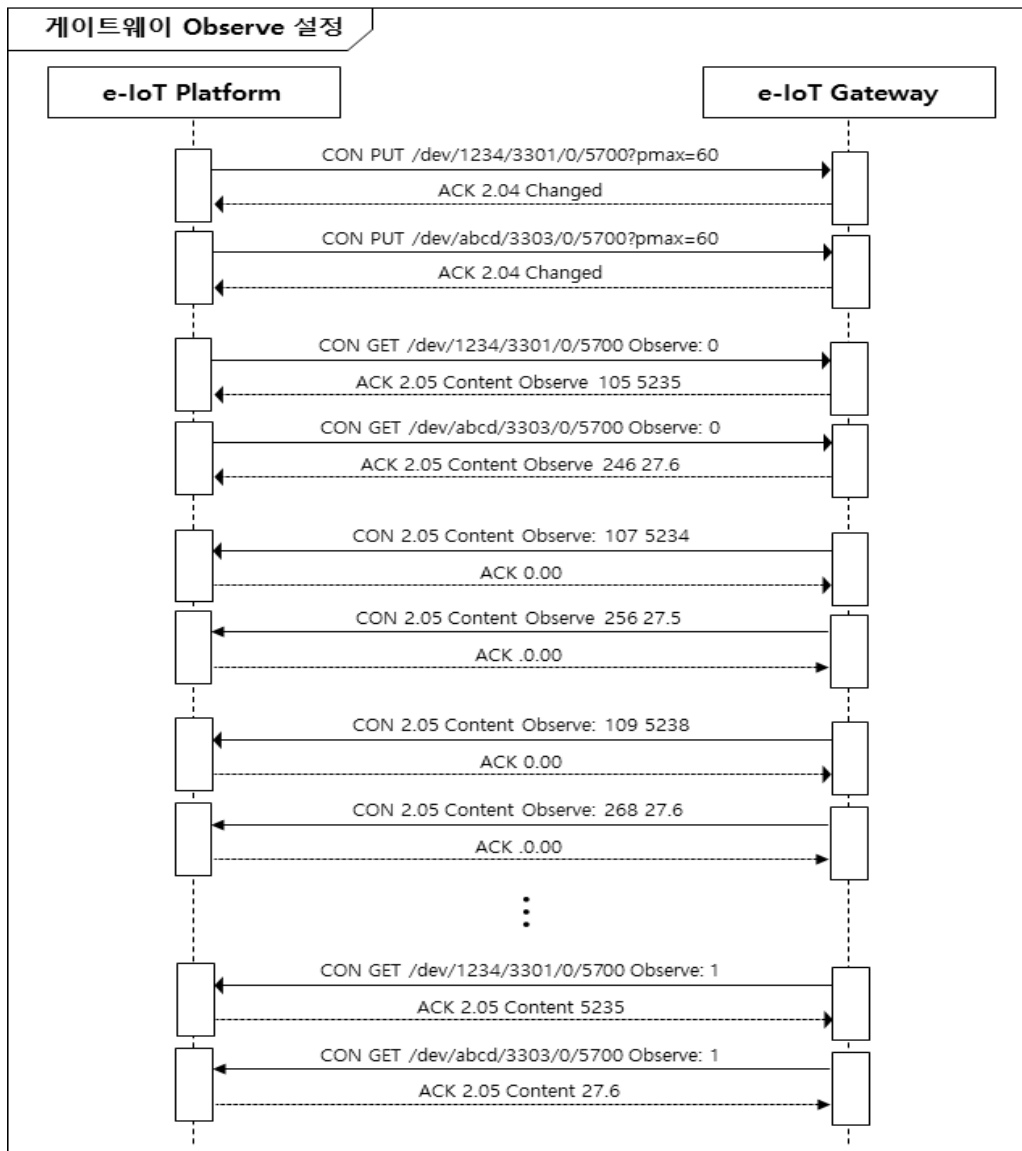 게이트웨이 Observe 설정
e-IoT Platform
e-IoT Gateway
CON PUT /dev/1234/3301/0/5700?pmax=60
ACK 2.04 Changed
CON PUT /dev/abcd/3303/0/5700?pmax=60
ACK 2.04 Changed
CON GET /dev/1234/3301/0/5700 Observe: 0
ACK 2.05 Content Observe 105 5235
CON GET /dev/abcd/3303/0/5700 Observe: 0
ACK 2.05 Content Observe 246 27.6
CON 2.05 Content Observe: 107 5234
ACK 0.00
CON 2.05 Content Observe 256 27.5
ACK .0.00
CON 2.05 Content Observe: 109 5238
ACK 0.00
CON 2.05 Content Observe: 268 27.6
ACK .0.00
CON GET /dev/1234/3301/0/5700 Observe: 1
ACK 2.05 Content 5235
CON GET /dev/abcd/3303/0/5700 Observe: 1
ACK 2.05 Content 27.6